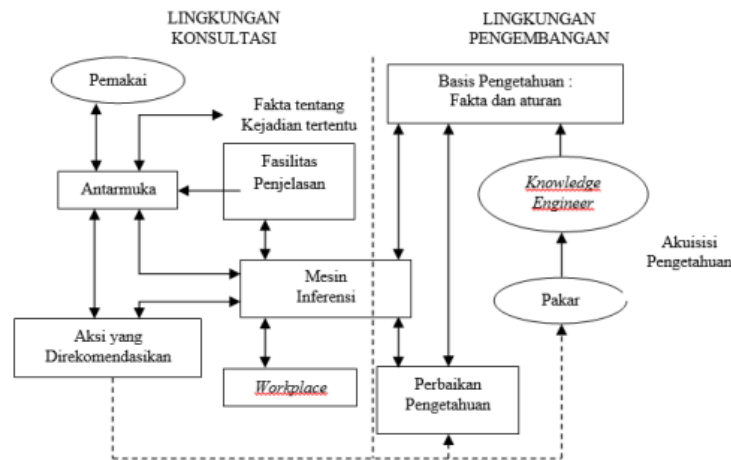 LINGKUNGAN
KONSULTASI
LINGKUNGAN
PENGEMBANGAN
Pemakai
Fakta tentang
Kejadian tertentu
Basis Pengetahuan :
Fakta dan aturan
Antarmuka
Fasilitas
Penjelasan
Knowledge
Engineer
Akuisisi
Pengetahuan
Mesin
Inferensi
Pakar
Aksi yang
Direkomendasikan
Workplace
Perbaikan
Pengetahuan